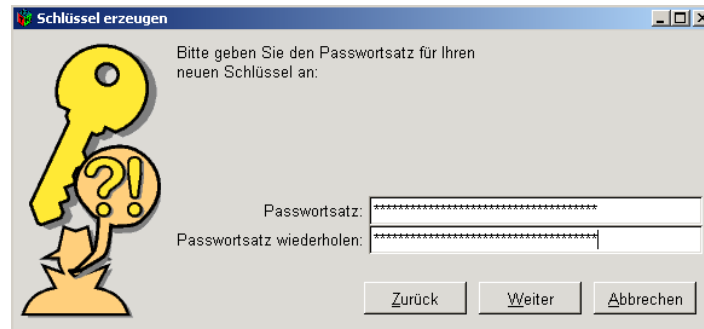 Schlüssel erzeugen
Bitte geben Sie den Passwortsatz für Ihren
neuen Schlüssel an:
?!
Passwortsatz: *************************************
Passwortsatz wiederholen: *************************************
Zurück Weiter Abbrechen